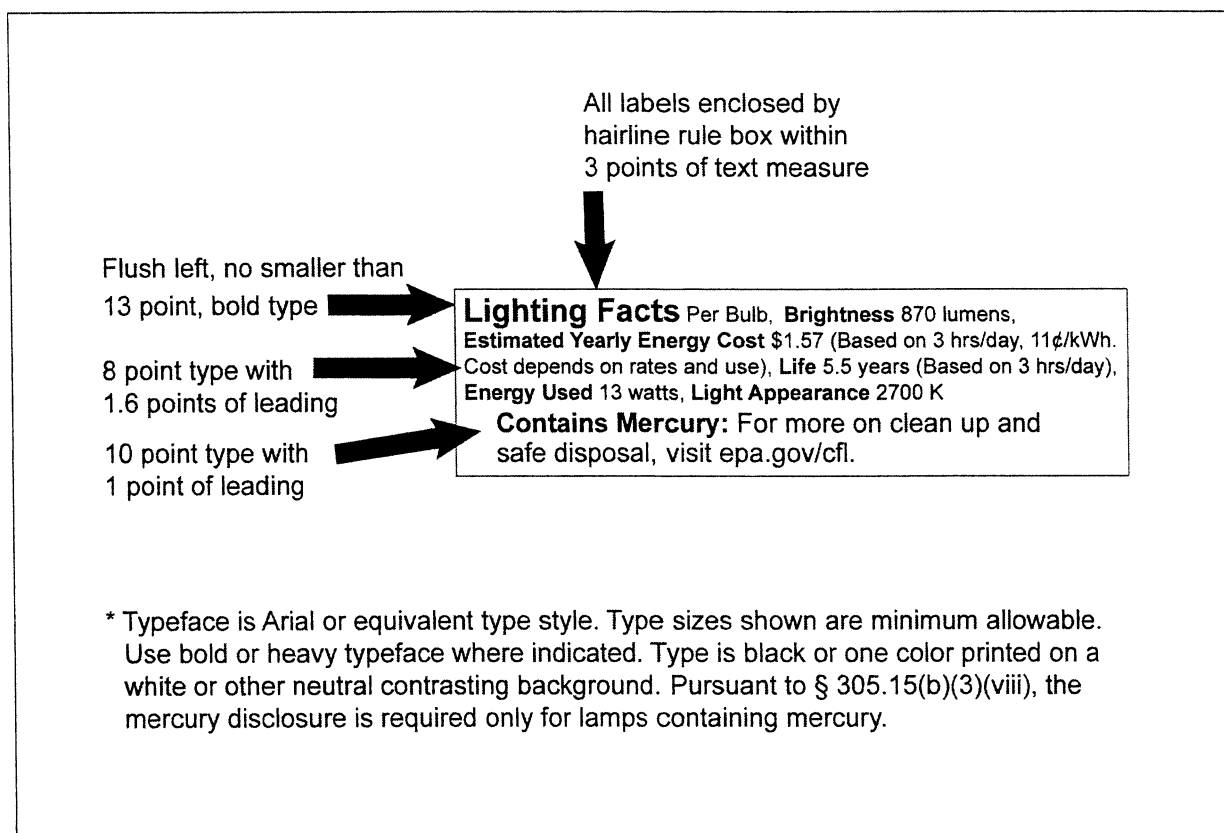 All labels enclosed by
hairline rule box within
3 points of text measure
Flush left, no smaller than
13 point, bold type
8 point type with
1.6 points of leading
10 point type with
1 point of leading
Lighting Facts Per Bulb, Brightness 870 lumens,
Estimated Yearly Energy Cost $1.57 (Based on 3 hrs/day, 11¢/kWh.
Cost depends on rates and use), Life 5.5 years (Based on 3 hrs/day),
Energy Used 13 watts, Light Appearance 2700 K
Contains Mercury: For more on clean up and
safe disposal, visit epa.gov/cfl.
* Typeface is Arial or equivalent type style. Type sizes shown are minimum allowable.
Use bold or heavy typeface where indicated. Type is black or one color printed on a
white or other neutral contrasting background. Pursuant to § 305.15(b)(3)(viii), the
mercury disclosure is required only for lamps containing mercury.